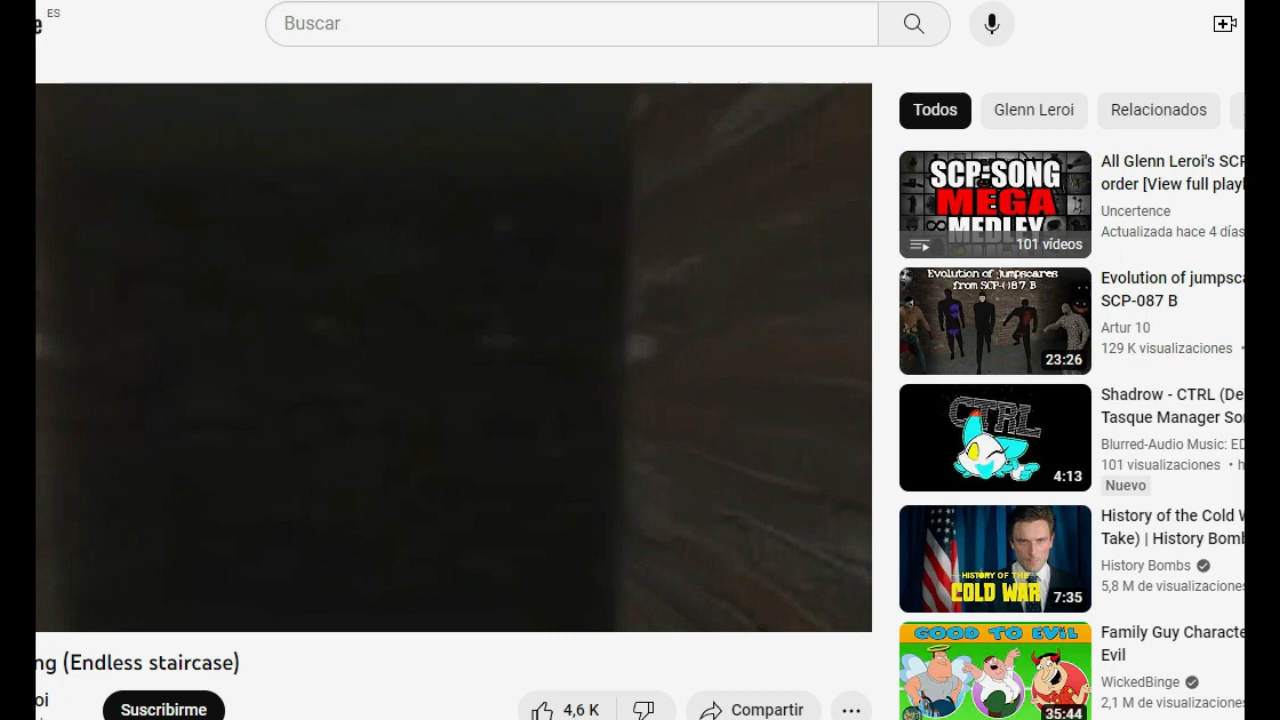 ES
Buscar
Todos
Glenn Leroi
Relacionados
SCP-SONG
MEGA
MEDLEY
101 vídeos
All Glenn Leroi's SCP
order [View full playl
Uncertence
Actualizada hace 4 días
Evolution of jumpscares
from SCP-087 B
23:26
Evolution of jumpsca
SCP-087 B
Artur 10
129 K visualizaciones •
CTRL
4:13
Shadrow - CTRL (De
Tasque Manager So
Blurred-Audio Music: ED
101 visualizaciones • h
Nuevo
HISTORY OF THE
COLD WAR
7:35
History of the Cold W
Take) | History Bomb
History Bombs
5,8 M de visualizaciones
GOOD TO EVIL
35:44
Family Guy Characte
Evil
WickedBinge
2,1 M de visualizaciones
ng (Endless staircase)
oi
Suscribirme
4,6 K
Compartir